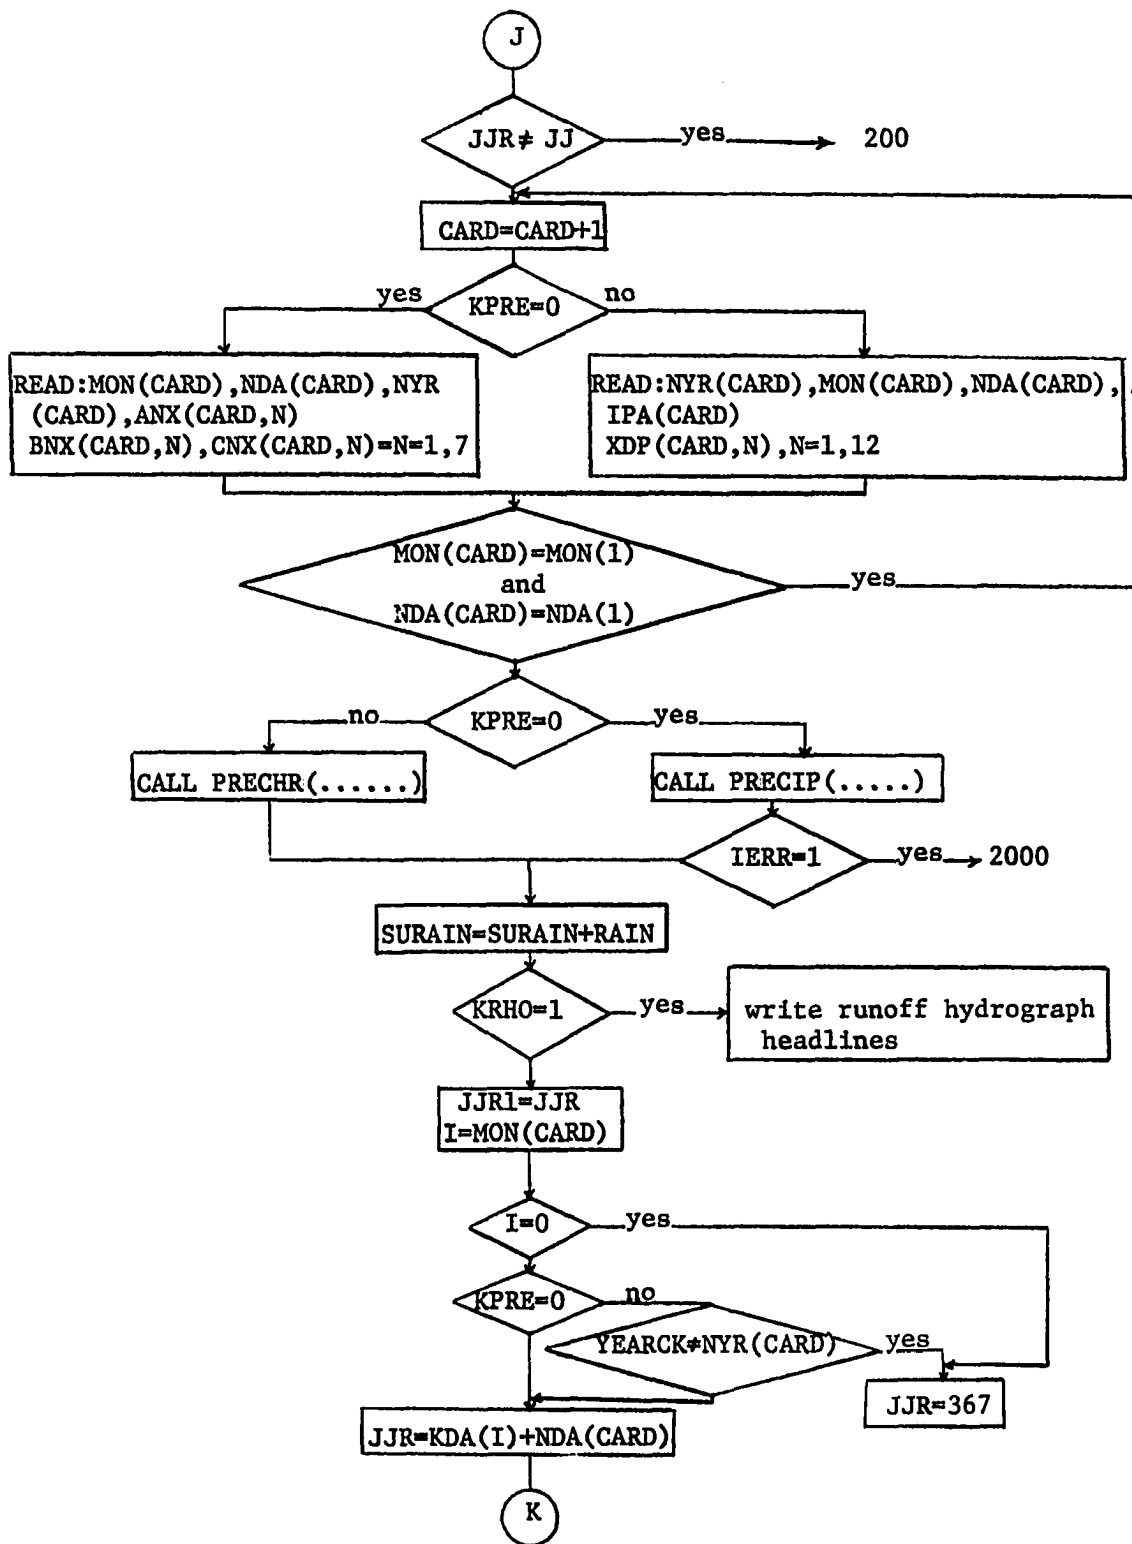 J
JJR≠ JJ
yes
200
CARD=CARD+1
yes
KPRE=0
no
READ:MON(CARD),NDA(CARD),NYR
(CARD),ANX(CARD,N)
BNX(CARD,N),CNX(CARD,N)=N=1,7
READ:NYR(CARD),MON(CARD),NDA(CARD),
IPA(CARD)
XDP(CARD,N),N=1,12
MON(CARD)=MON(1)
and
NDA(CARD)=NDA(1)
yes
no
KPRE=0
yes
CALL PRECHR(......)
CALL PRECIP(.....)
IERR=1
yes
2000
SURAIN=SURAIN+RAIN
KRHO=1
yes
write runoff hydrograph
headlines
JJR1=JJR
I=MON(CARD)
I=0
yes
KPRE=0
no
YEARCK≠NYR(CARD)
yes
JJR=367
JJR=KDA(I)+NDA(CARD)
K